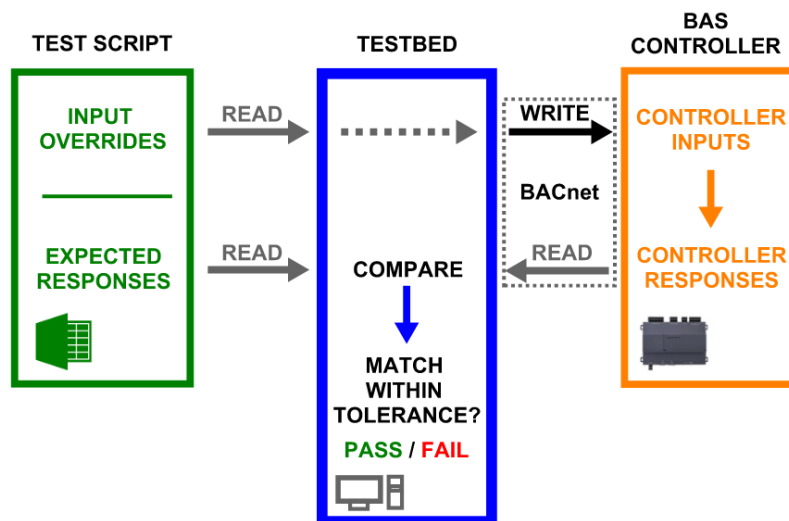 TEST SCRIPT
TESTBED
BAS
CONTROLLER
INPUT
OVERRIDES
READ
WRITE
CONTROLLER
INPUTS
BACnet
EXPECTED
RESPONSES
READ
COMPARE
READ
CONTROLLER
RESPONSES
MATCH
WITHIN
TOLERANCE?
PASS / FAIL